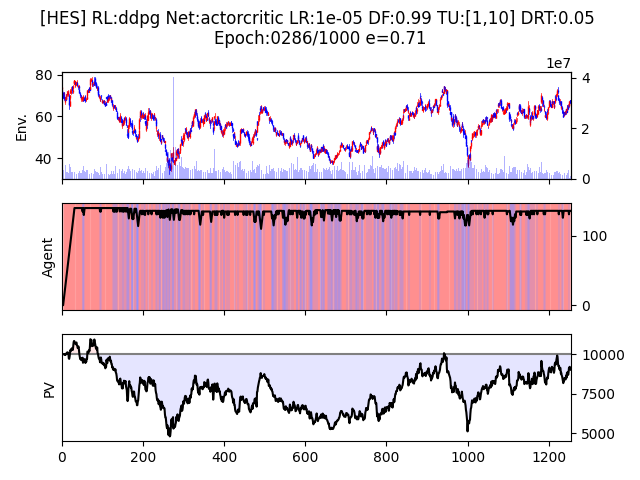 [HES] RL:ddpg Net:actorcritic LR:1e-05 DF:0.99 TU:[1,10] DRT:0.05
Epoch:0286/1000 e=0.71
1e7
80
60
40
Env.
4
2
0
Agent
100
0
PV
10000
7500
5000
0 200 400 600 800 1000 1200